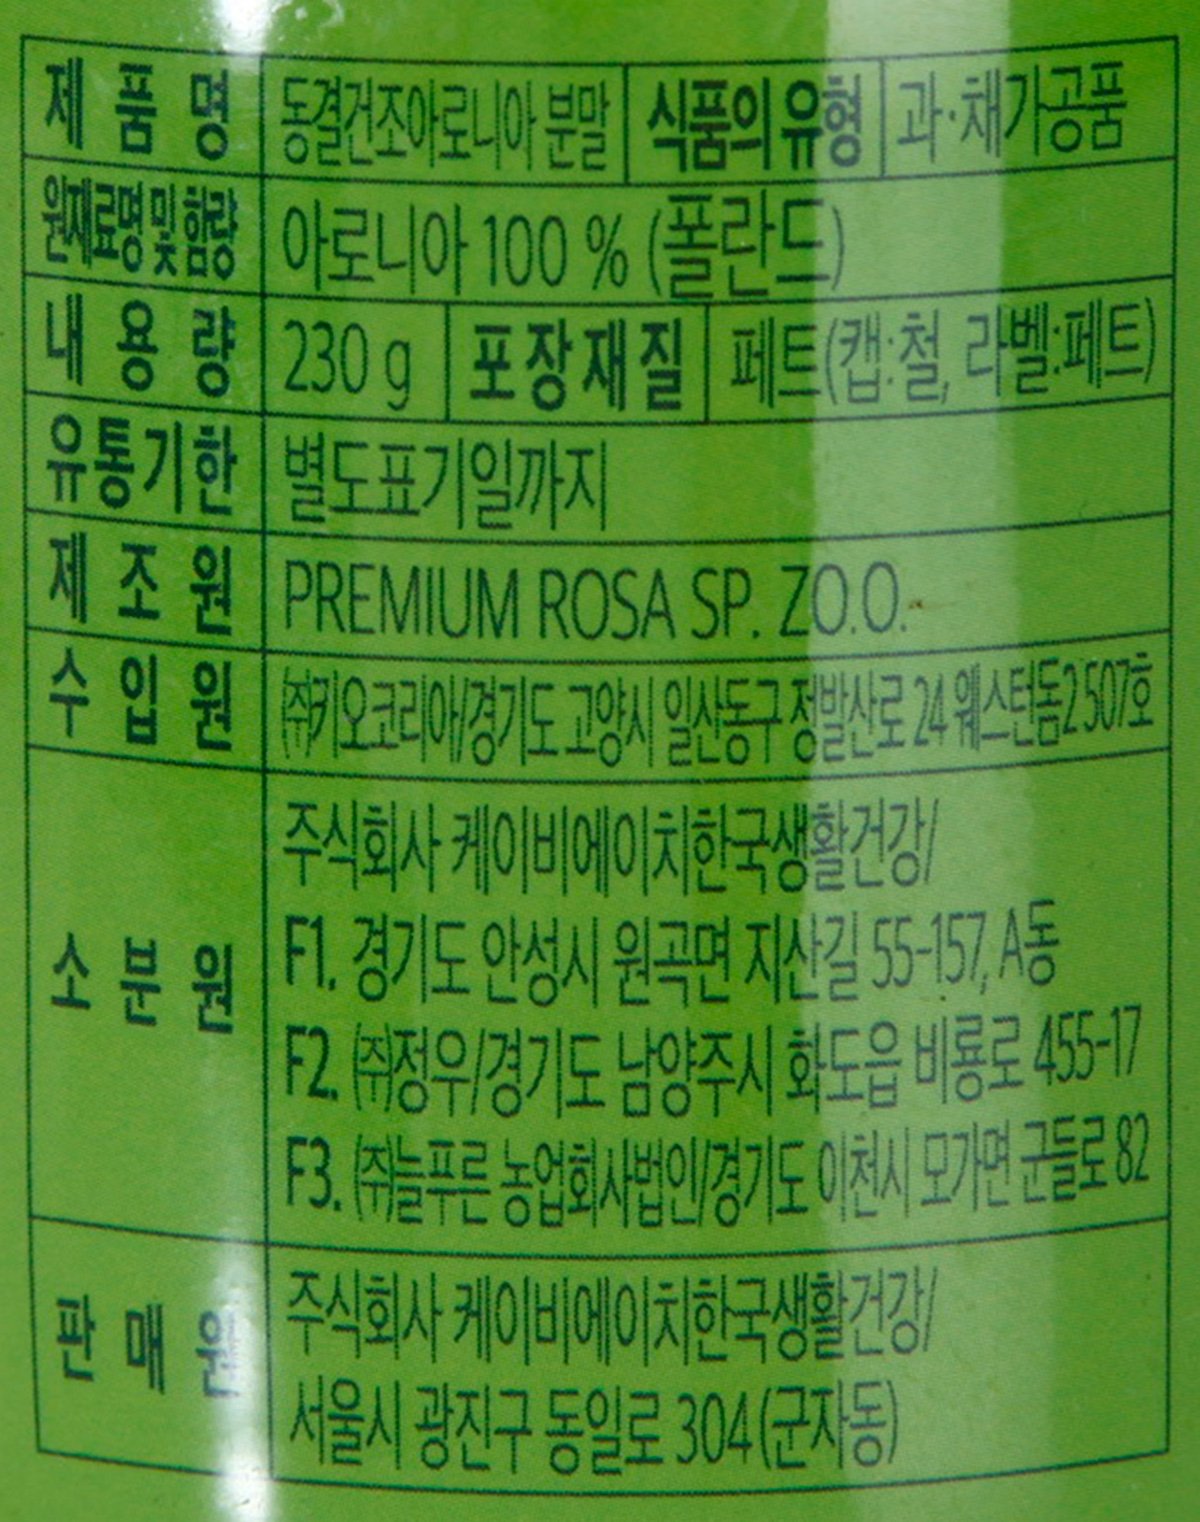 제 품 명 동결건조아로니아 분말 식품의 유형 과·채가공품
원재료명 및 함량 아로니아 100 % (폴란드)
내 용 량 230 g 포장재질 페트(캡:철, 라벨:페트)
유통기한 별도표기일까지
제 조 원 PREMIUM ROSA SP. ZO.O.
수 입 원 ㈜키오코리아/경기도 고양시 일산동구 정발산로 24 웨스턴돔2 507호
소 분 원 주식회사 케이비에이치한국생활건강/
F1. 경기도 안성시 원곡면 지산길 55-157, A동
F2. ㈜정우/경기도 남양주시 화도읍 비룡로 455-17
F3. ㈜늘푸른 농업회사법인/경기도 이천시 모가면 군들로 82
판 매 원 주식회사 케이비에이치한국생활건강/
서울시 광진구 동일로 304 (군자동)